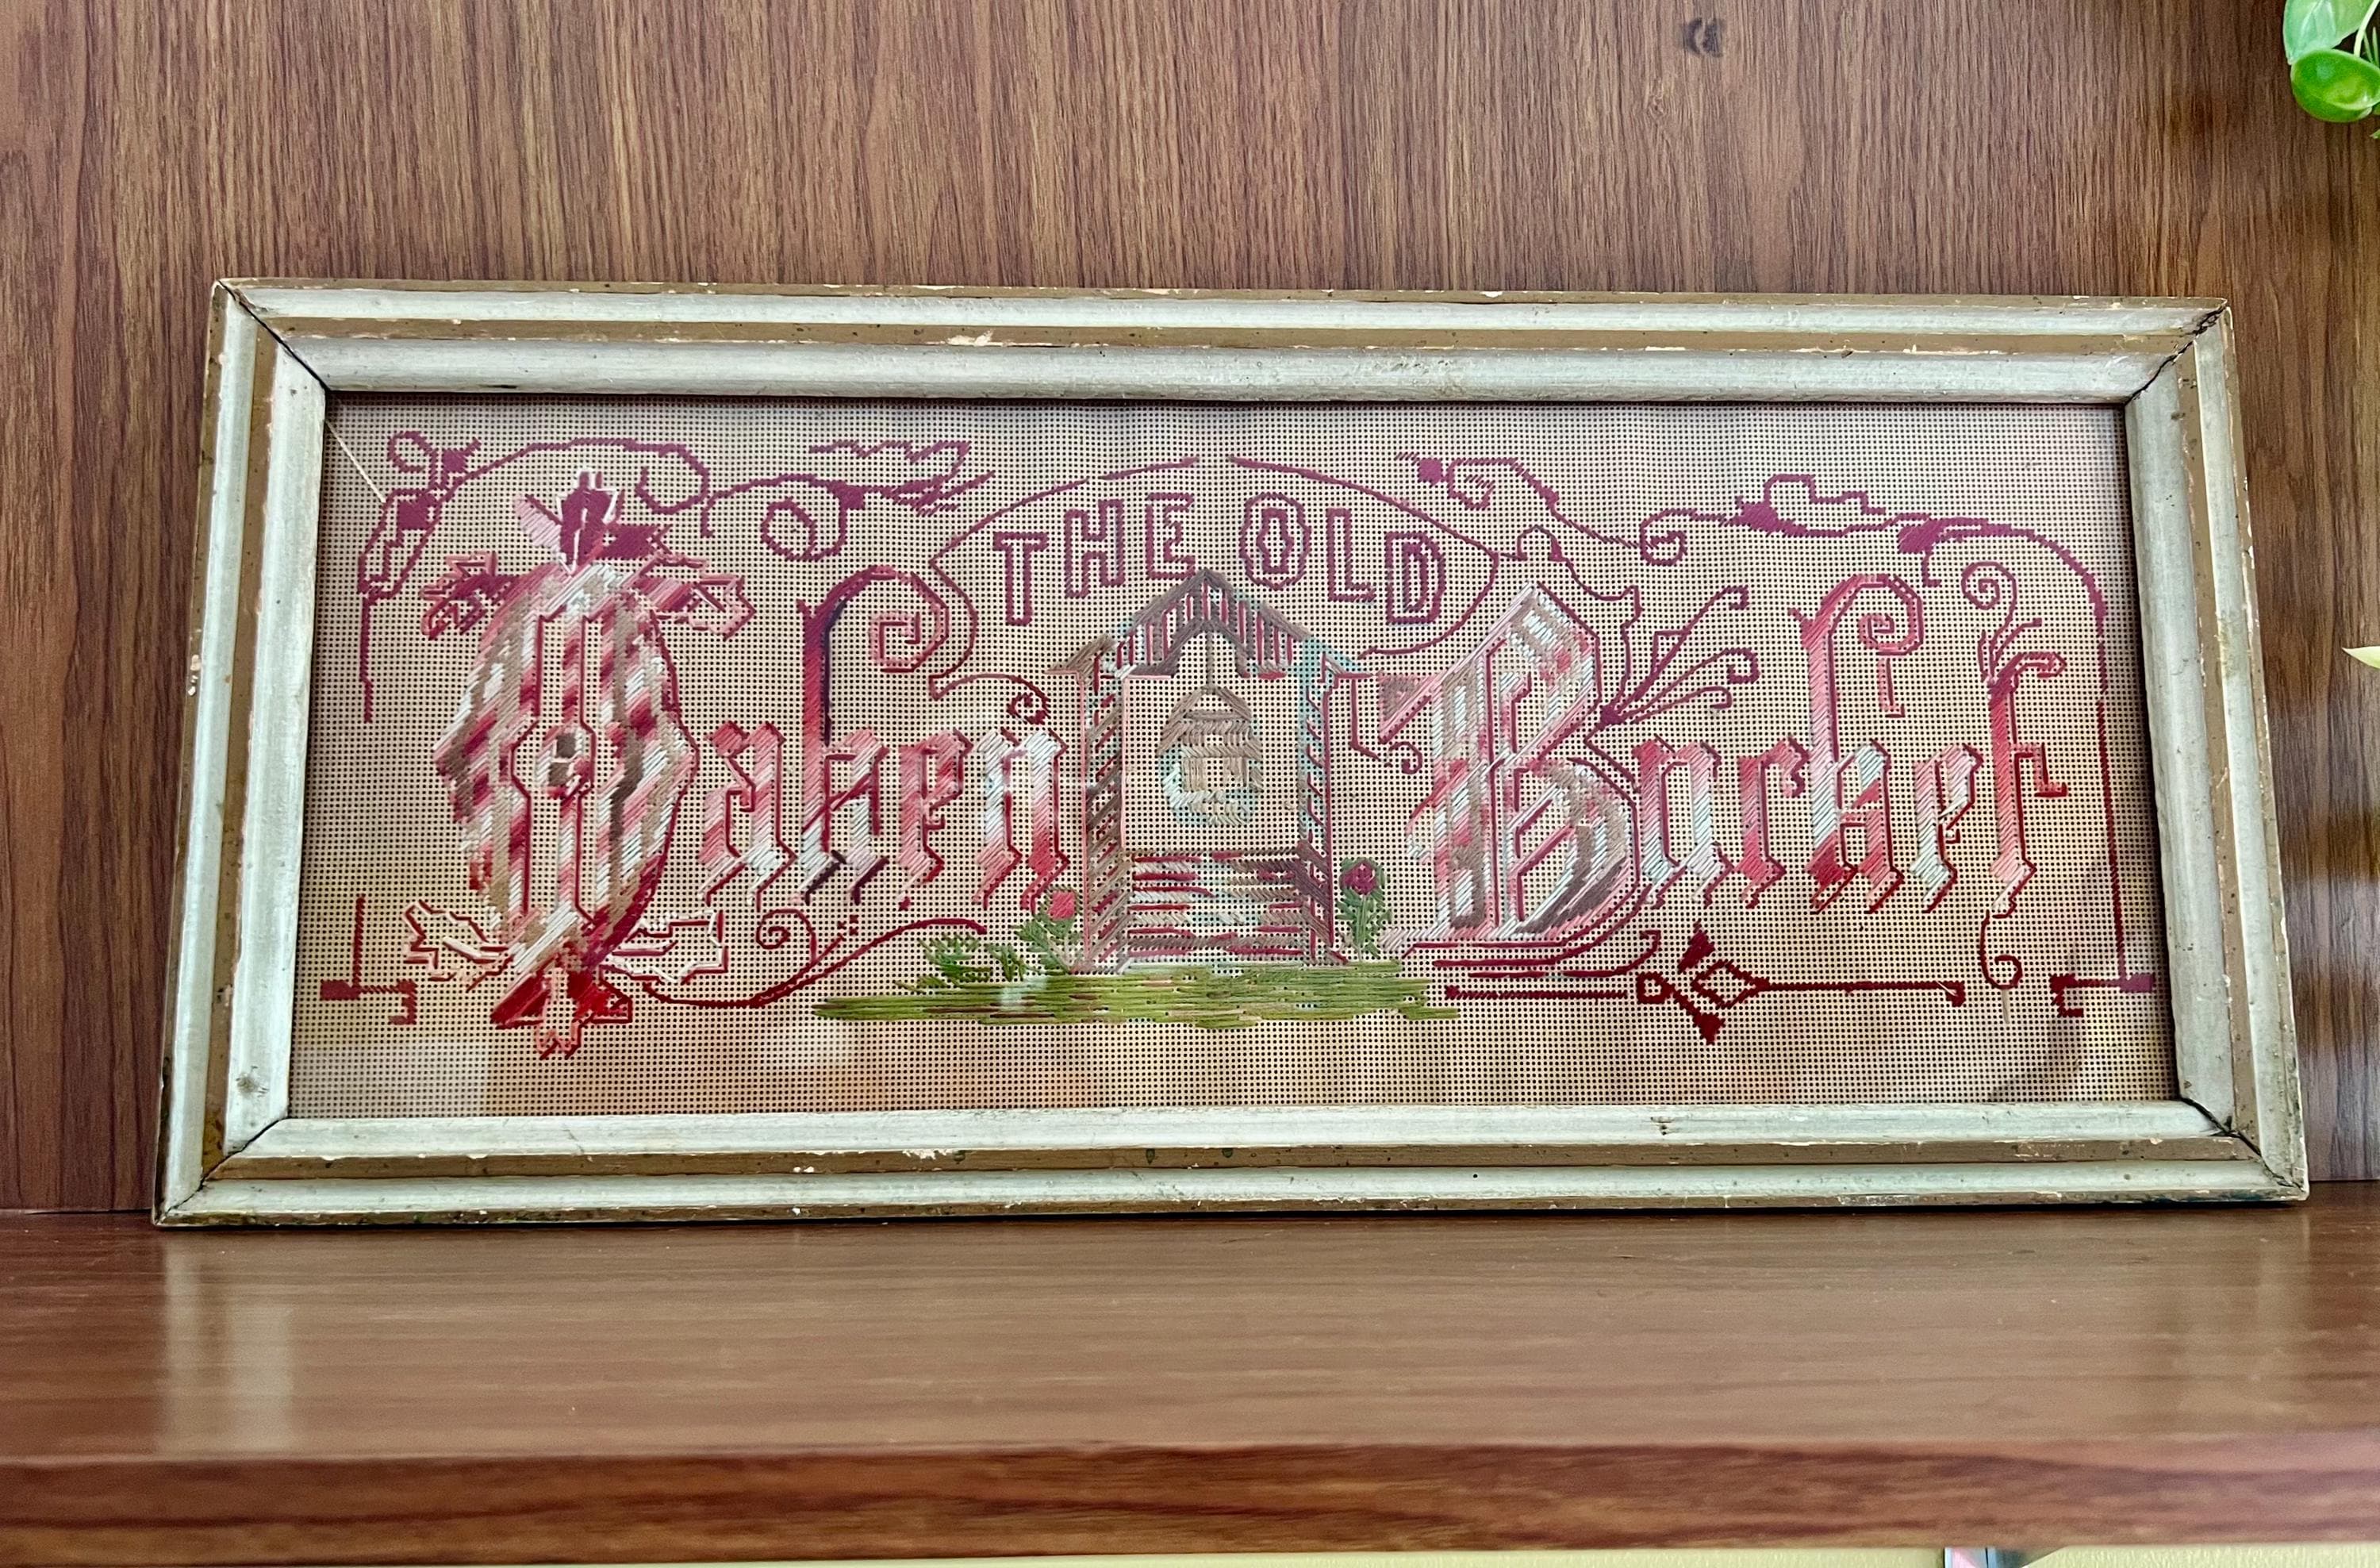 THE OLD
Oaken Bucket